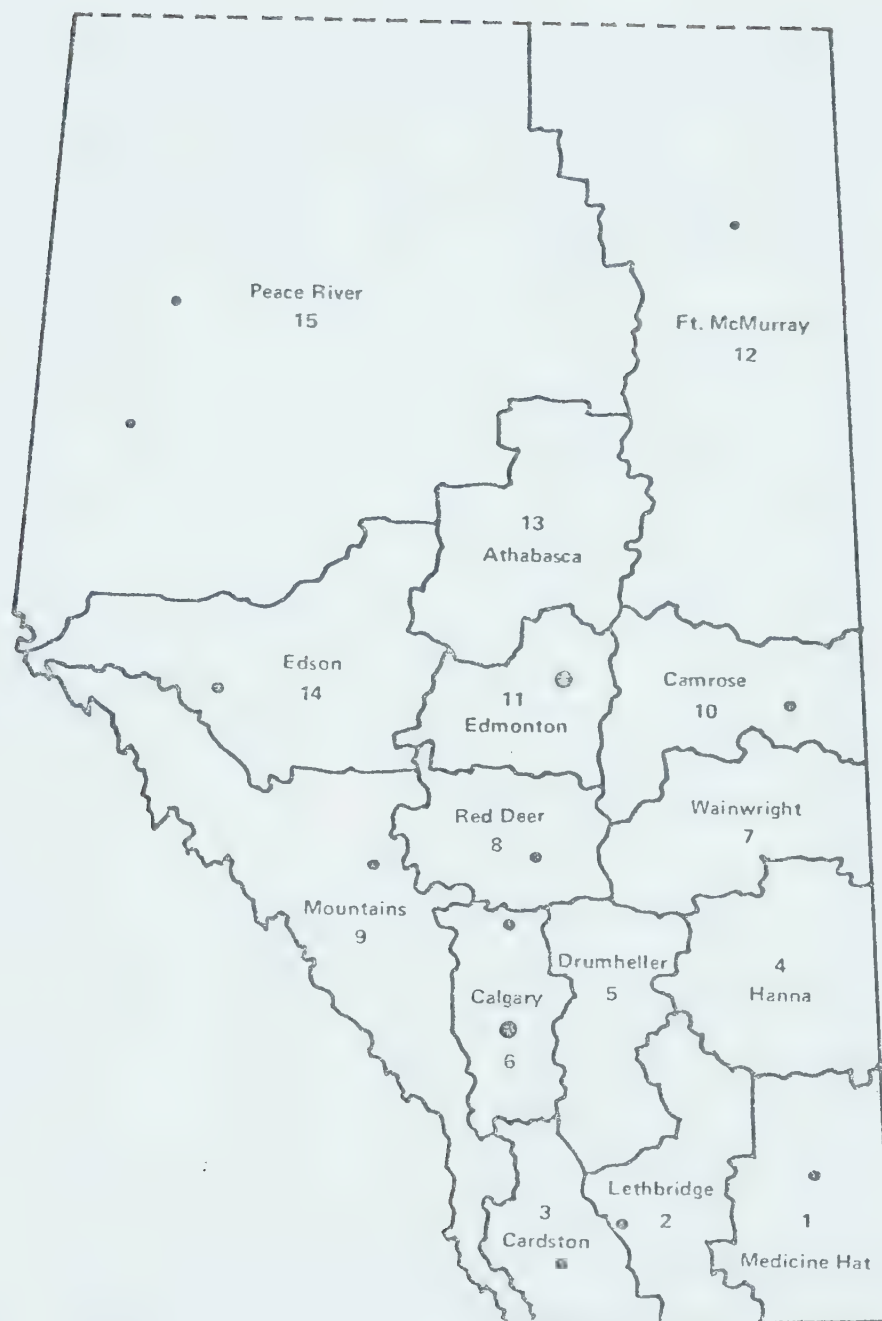 Peace River
15
Ft. McMurray
12
13
Athabasca
Edson
14
11
Edmonton
Camrose
10
Red Deer
8
Wainwright
7
Mountains
9
Calgary
6
Drumheller
5
4
Hanna
3
Cardston
Lethbridge
2
1
Medicine Hat